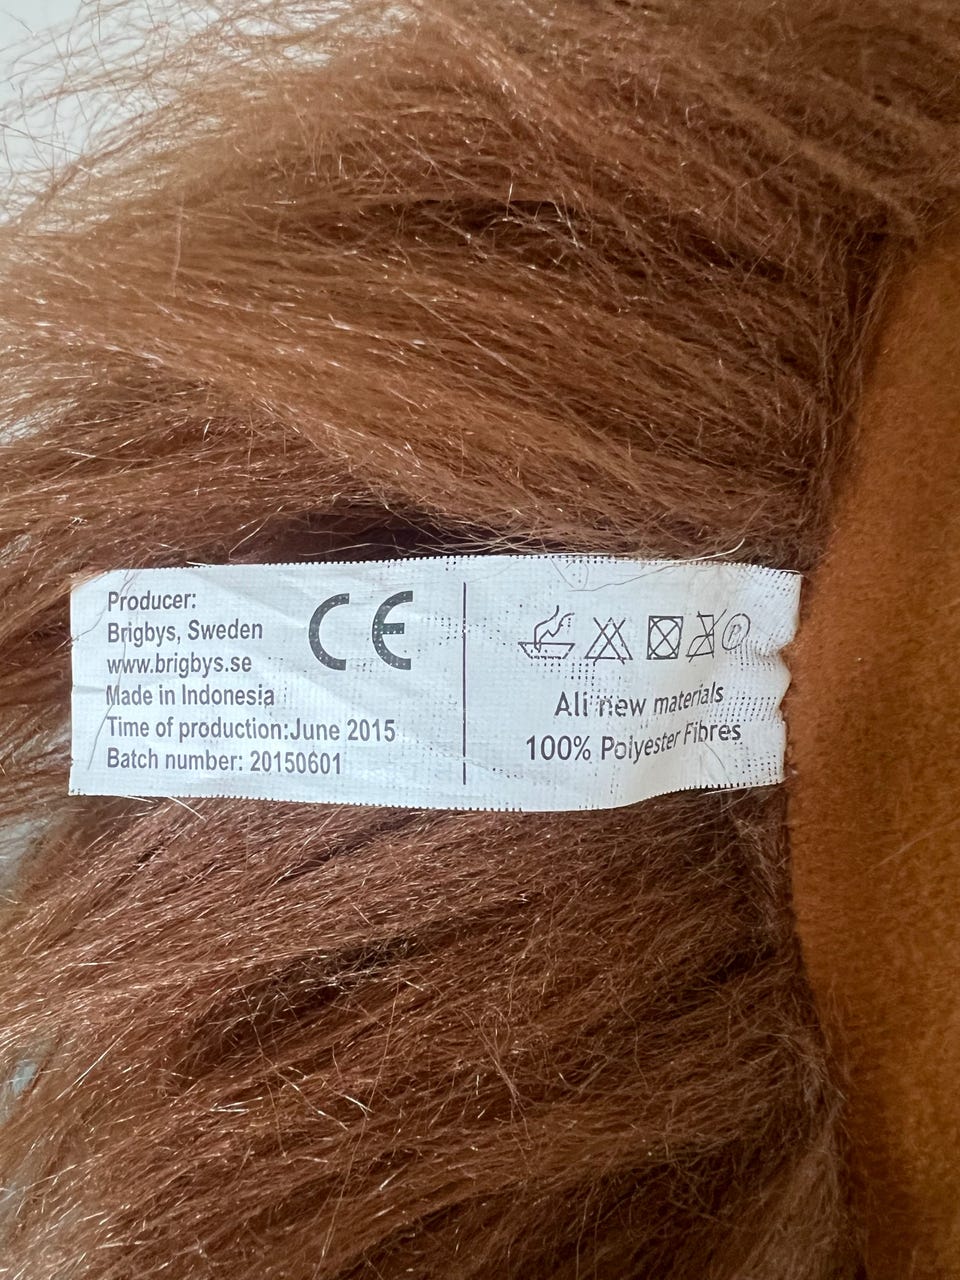 Producer:
Brigbys, Sweden
www.brigbys.se
Made in Indonesia
Time of production:June 2015
Batch number: 20150601
CE
P
All new materials
100% Polyester Fibres